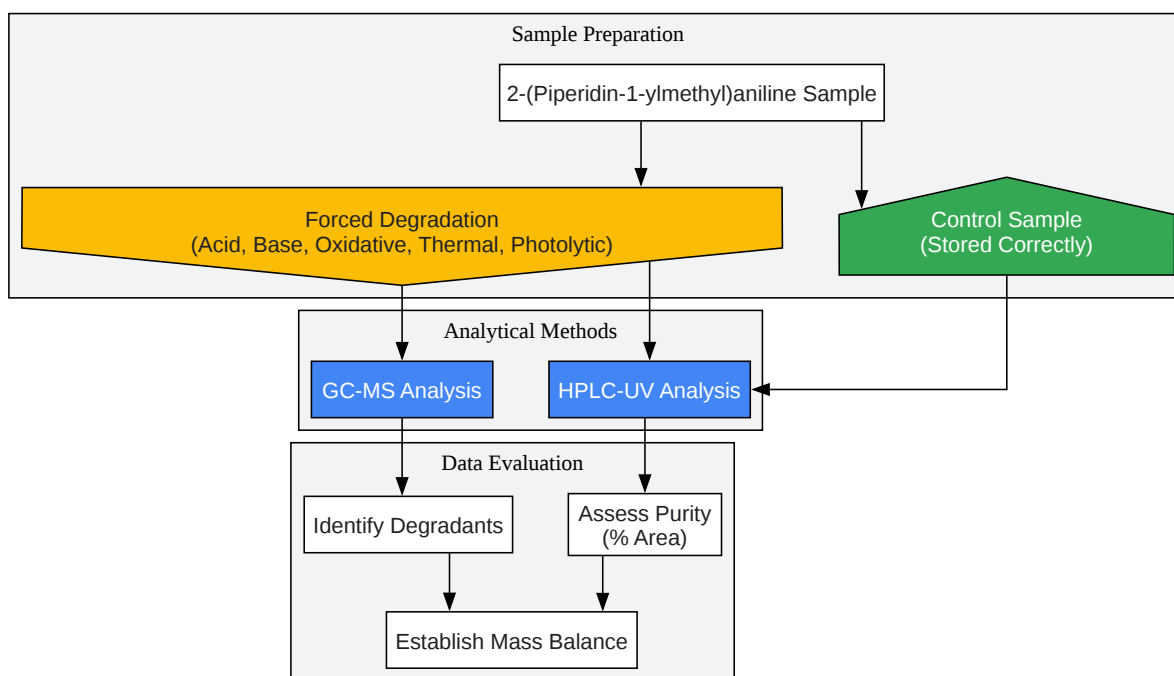 Sample Preparation
2-(Piperidin-1-ylmethyl)aniline Sample
Forced Degradation
(Acid, Base, Oxidative, Thermal, Photolytic)
Control Sample
(Stored Correctly)
Analytical Methods
GC-MS Analysis
HPLC-UV Analysis
Data Evaluation
Identify Degradants
Assess Purity
(% Area)
Establish Mass Balance